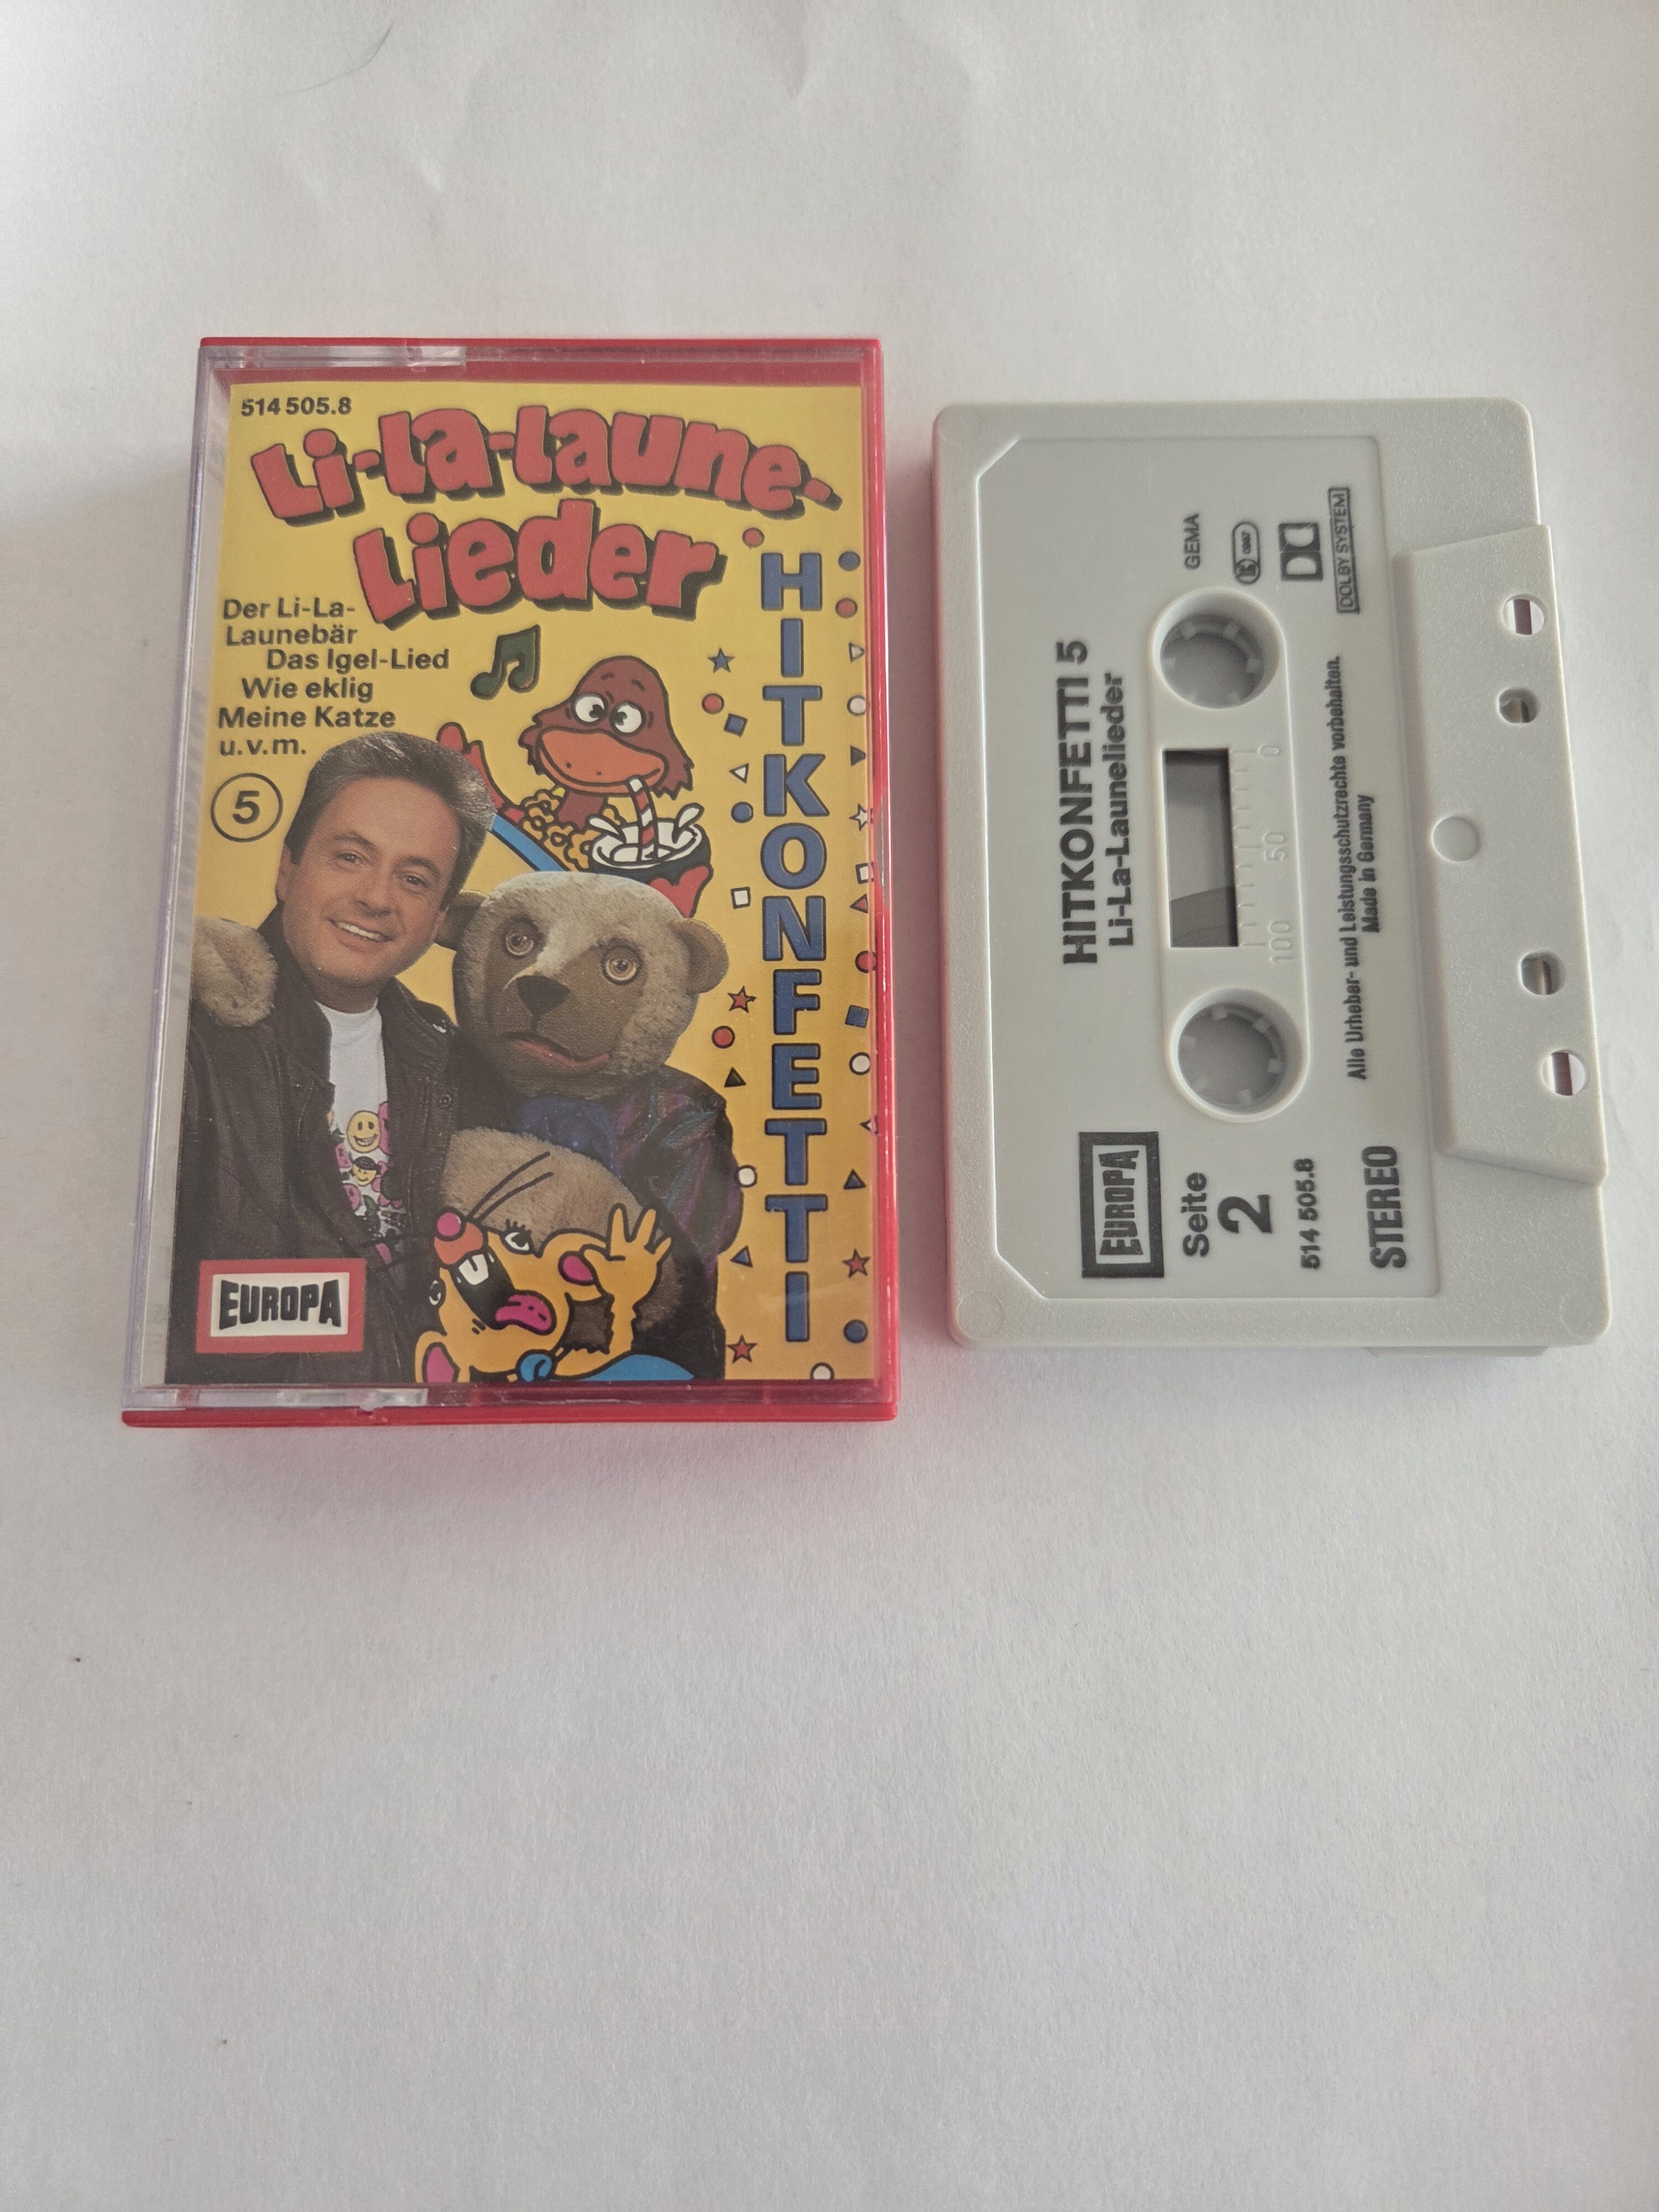 514 505.8
Li-La-Laune-
Lieder
Der Li-La-
Launebär
Das Igel-Lied
Wie eklig
Meine Katze
u.v.m.
5
HITKONFETTI
EUROPA
HITKONFETTI 5
Li-La-Launelieder
GEMA
DOLBY SYSTEM
100 50 0
EUROPA
Seite
2
514 505.8
STEREO
Alle Urheber- und Leistungsschutzrechte vorbehalten.
Made in Germany